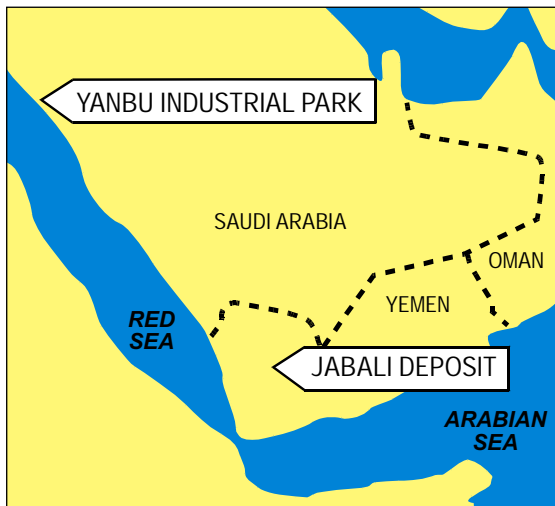 YANBU INDUSTRIAL PARK
SAUDI ARABIA
OMAN
YEMEN
RED
SEA
JABALI DEPOSIT
ARABIAN
SEA